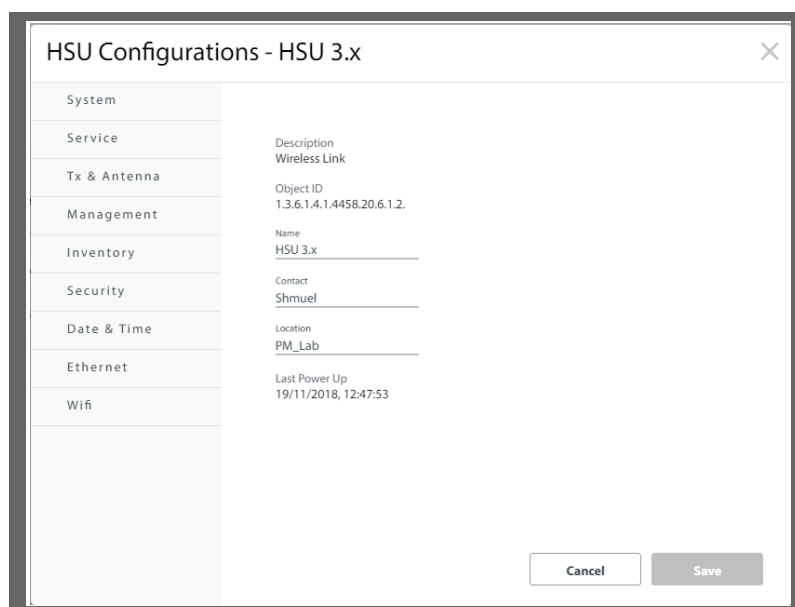 HSU Configurations - HSU 3.x
System
Service
Tx & Antenna
Management
Inventory
Security
Date & Time
Ethernet
Wifi
Description
Wireless Link
Object ID
1.3.6.1.4.1.4458.20.6.1.2.
Name
HSU 3.x
Contact
Shmuel
Location
PM_Lab
Last Power Up
19/11/2018, 12:47:53
Cancel
Save